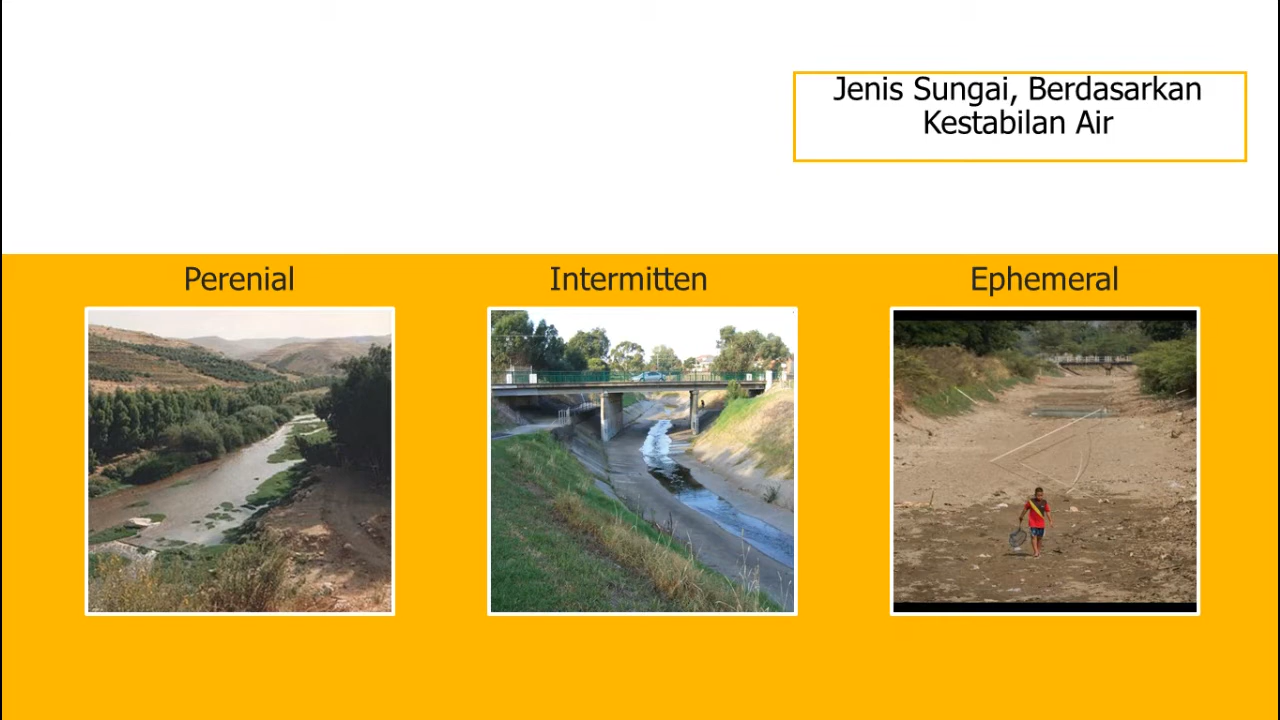 Jenis Sungai, Berdasarkan
Kestabilan Air
Perenial
Intermitten
Ephemeral